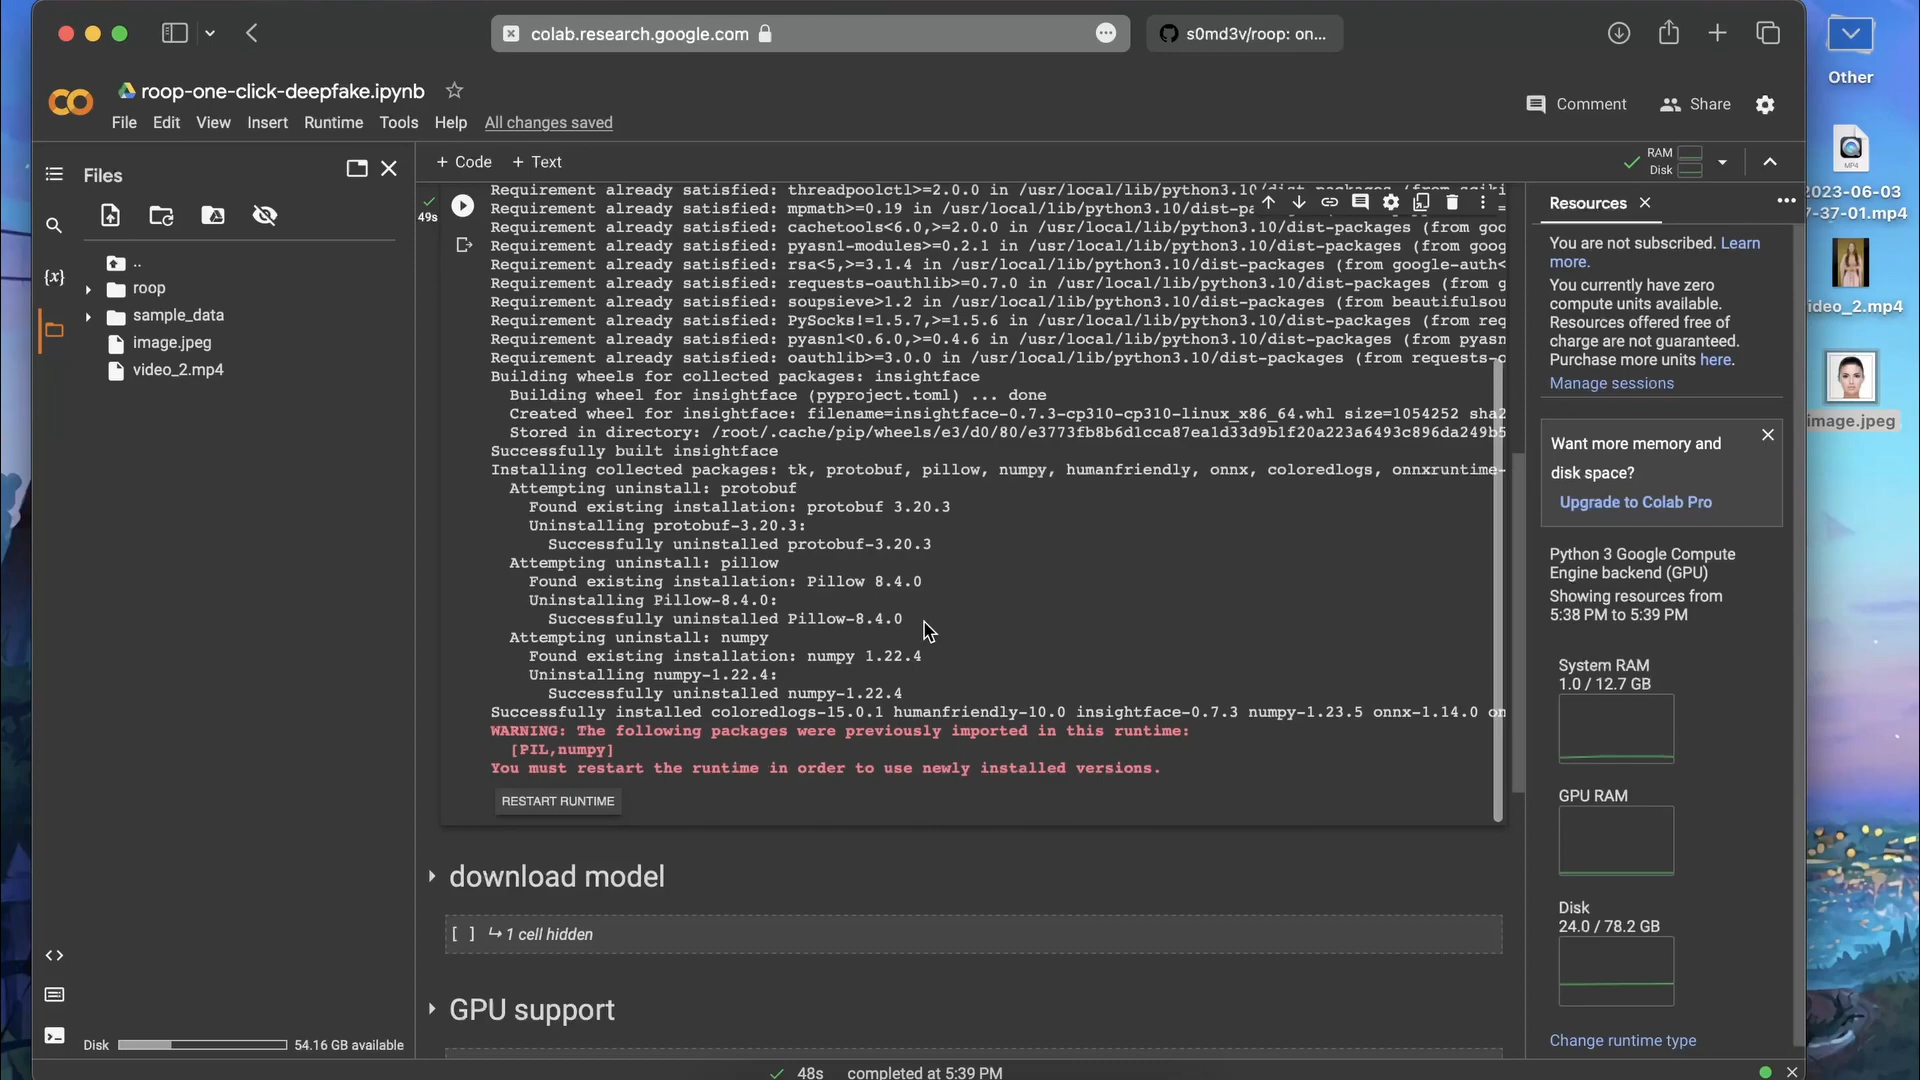 colab.research.google.com
s0md3v/roop: on...
Other
roop-one-click-deepfake.ipynb
File Edit View Insert Runtime Tools Help All changes saved
Comment Share
Files
+ Code + Text
RAM
Disk
MP4
2023-06-03
7-37-01.mp4
ideo_2.mp4
image.jpeg
..
roop
sample_data
image.jpeg
video_2.mp4
{x}
49s
Requirement already satisfied: threadpoolctl>=2.0.0 in /usr/local/lib/python3.10/dist-packages (from sciki
Requirement already satisfied: mpmath>=0.19 in /usr/local/lib/python3.10/dist-pa
Requirement already satisfied: cachetools<6.0,>=2.0.0 in /usr/local/lib/python3.10/dist-packages (from goo
Requirement already satisfied: pyasn1-modules>=0.2.1 in /usr/local/lib/python3.10/dist-packages (from goog
Requirement already satisfied: rsa<5,>=3.1.4 in /usr/local/lib/python3.10/dist-packages (from google-auth<
Requirement already satisfied: requests-oauthlib>=0.7.0 in /usr/local/lib/python3.10/dist-packages (from g
Requirement already satisfied: soupsieve>1.2 in /usr/local/lib/python3.10/dist-packages (from beautifulsou
Requirement already satisfied: PySocks!=1.5.7,>=1.5.6 in /usr/local/lib/python3.10/dist-packages (from req
Requirement already satisfied: pyasn1<0.6.0,>=0.4.6 in /usr/local/lib/python3.10/dist-packages (from pyasn
Requirement already satisfied: oauthlib>=3.0.0 in /usr/local/lib/python3.10/dist-packages (from requests-o
Building wheels for collected packages: insightface
Building wheel for insightface (pyproject.toml) ... done
Created wheel for insightface: filename=insightface-0.7.3-cp310-cp310-linux_x86_64.whl size=1054252 sha2
Stored in directory: /root/.cache/pip/wheels/e3/d0/80/e3773fb8b6d1cca87ea1d33d9b1f20a223a6493c896da249b5
Successfully built insightface
Installing collected packages: tk, protobuf, pillow, numpy, humanfriendly, onnx, coloredlogs, onnxruntime-
Attempting uninstall: protobuf
Found existing installation: protobuf 3.20.3
Uninstalling protobuf-3.20.3:
Successfully uninstalled protobuf-3.20.3
Attempting uninstall: pillow
Found existing installation: Pillow 8.4.0
Uninstalling Pillow-8.4.0:
Successfully uninstalled Pillow-8.4.0
Attempting uninstall: numpy
Found existing installation: numpy 1.22.4
Uninstalling numpy-1.22.4:
Successfully uninstalled numpy-1.22.4
Successfully installed coloredlogs-15.0.1 humanfriendly-10.0 insightface-0.7.3 numpy-1.23.5 onnx-1.14.0 on
WARNING: The following packages were previously imported in this runtime:
[PIL,numpy]
You must restart the runtime in order to use newly installed versions.
RESTART RUNTIME
download model
[ ] 1 cell hidden
GPU support
Resources
You are not subscribed. Learn
more.
You currently have zero
compute units available.
Resources offered free of
charge are not guaranteed.
Purchase more units here.
Manage sessions
Want more memory and
disk space?
Upgrade to Colab Pro
Python 3 Google Compute
Engine backend (GPU)
Showing resources from
5:38 PM to 5:39 PM
System RAM
1.0 / 12.7 GB
GPU RAM
Disk
24.0 / 78.2 GB
Change runtime type
Disk 54.16 GB available
48s completed at 5:39 PM